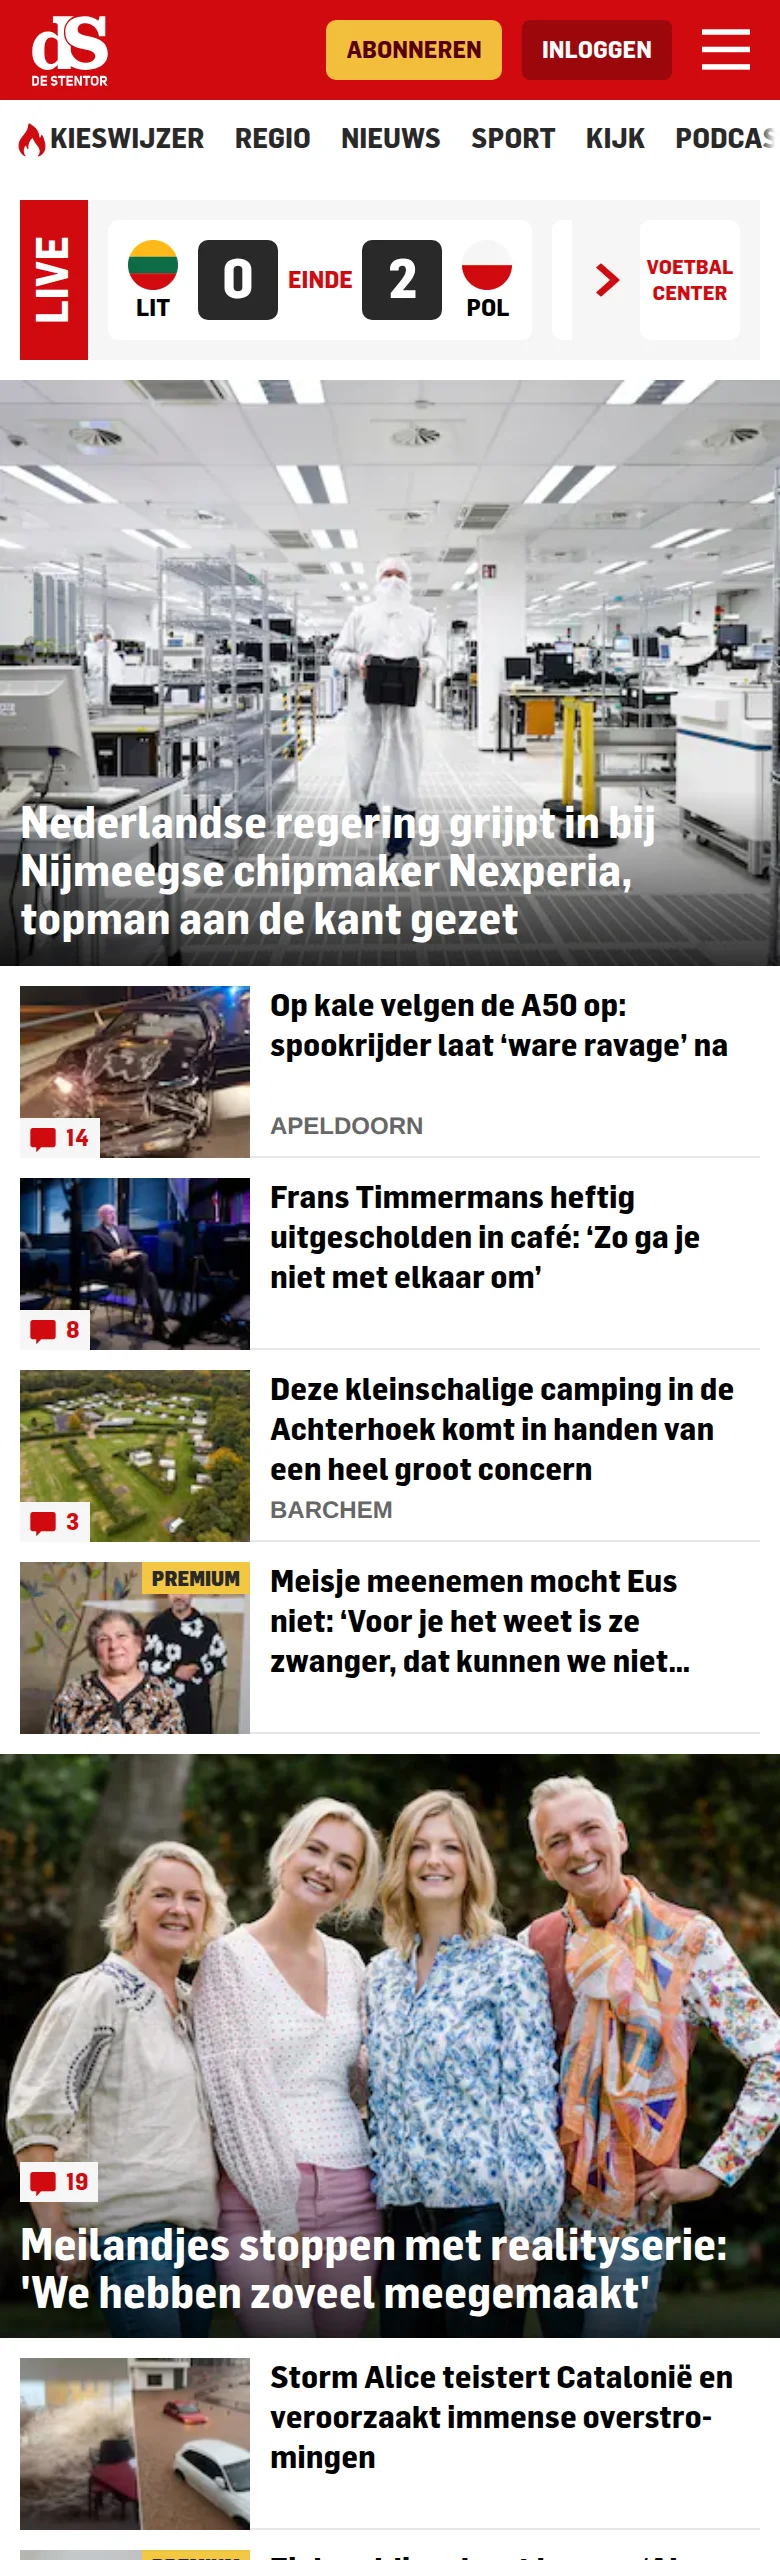 dS
DE STENTOR
ABONNEREN
INLOGGEN
KIESWIJZER REGIO NIEUWS SPORT KIJK PODCAS
LIVE
LIT
0
EINDE
2
POL
VOETBAL
CENTER
Nederlandse regering grijpt in bij
Nijmeegse chipmaker Nexperia,
topman aan de kant gezet
14
Op kale velgen de A50 op:
spookrijder laat ‘ware ravage’ na
APELDOORN
8
Frans Timmermans heftig
uitgescholden in café: ‘Zo ga je
niet met elkaar om’
3
Deze kleinschalige camping in de
Achterhoek komt in handen van
een heel groot concern
BARCHEM
PREMIUM
Meisje meenemen mocht Eus
niet: ‘Voor je het weet is ze
zwanger, dat kunnen we niet...
19
Meilandjes stoppen met realityserie:
'We hebben zoveel meegemaakt'
Storm Alice teistert Catalonië en
veroorzaakt immense overstro-
mingen